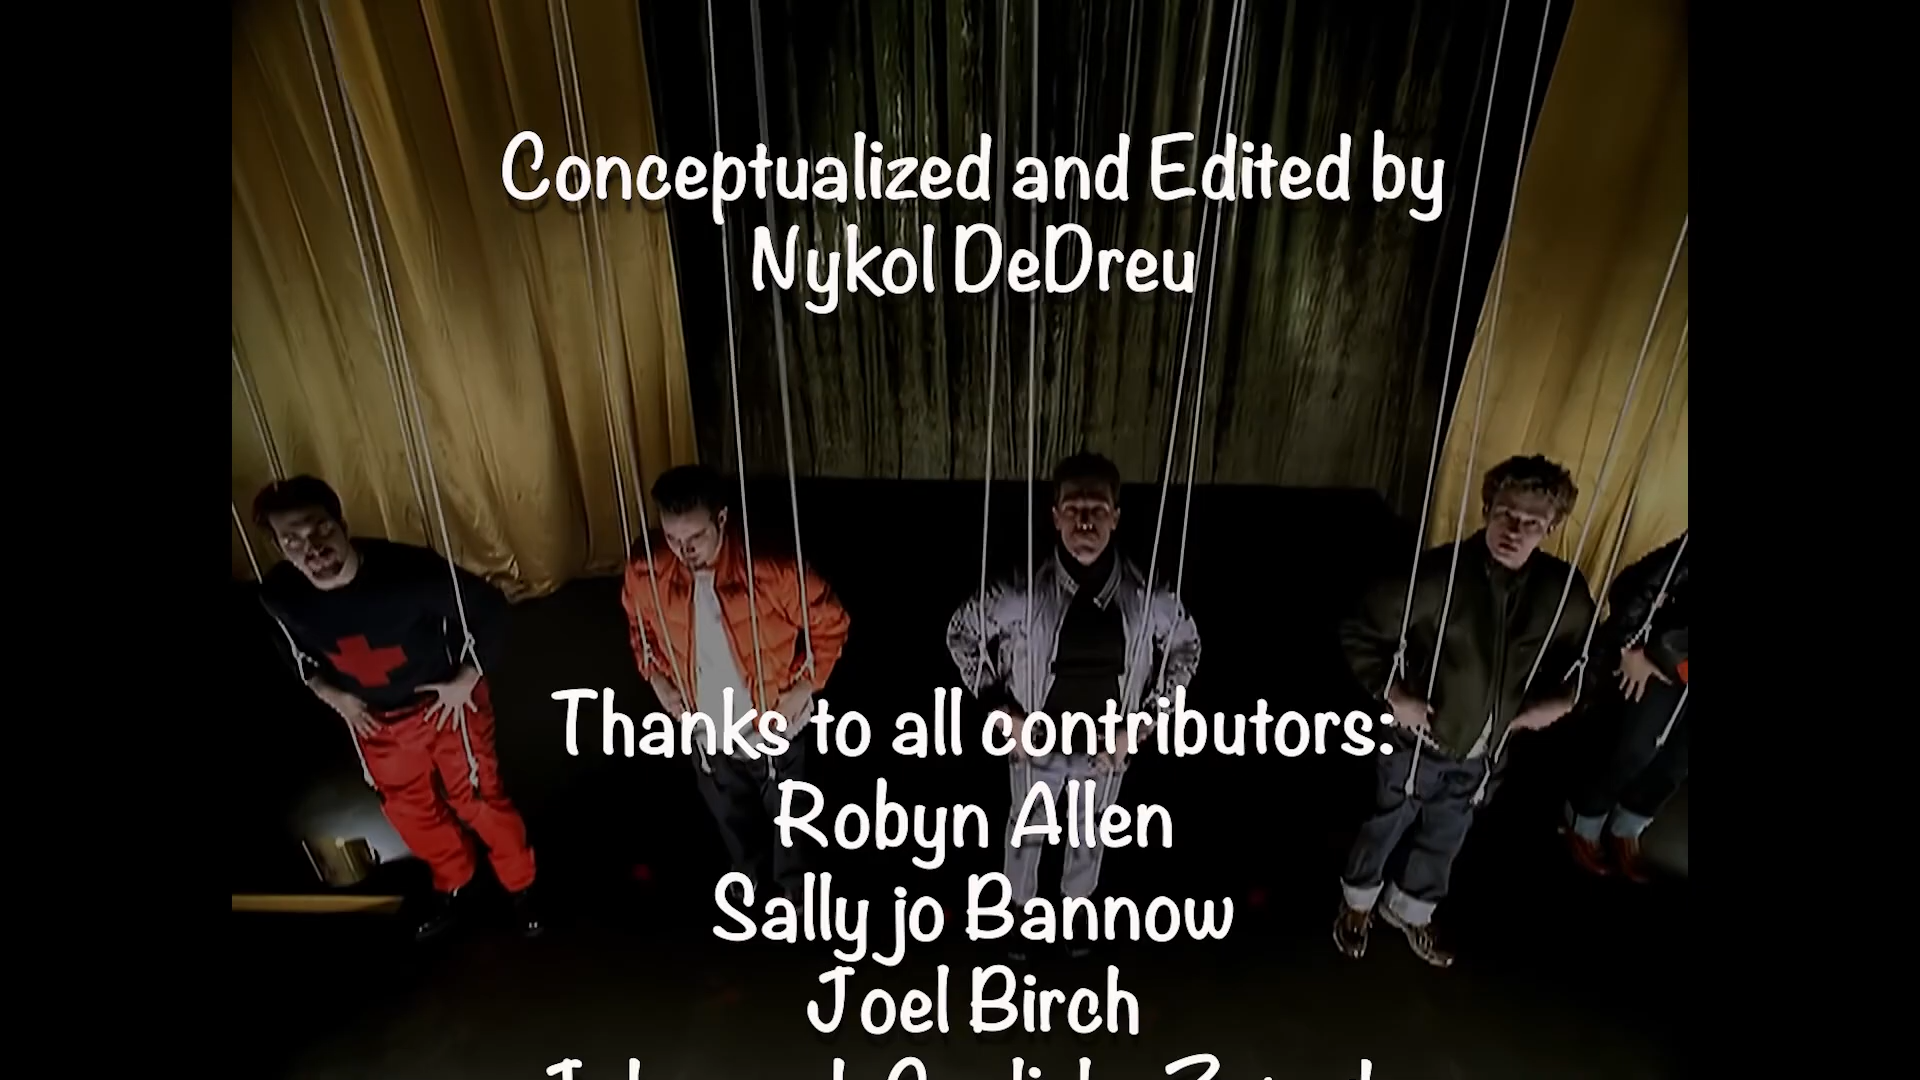 Conceptualized and Edited by
Nykol DeDreu
Thanks to all contributors:
Robyn Allen
Sally jo Bannow
Joel Birch